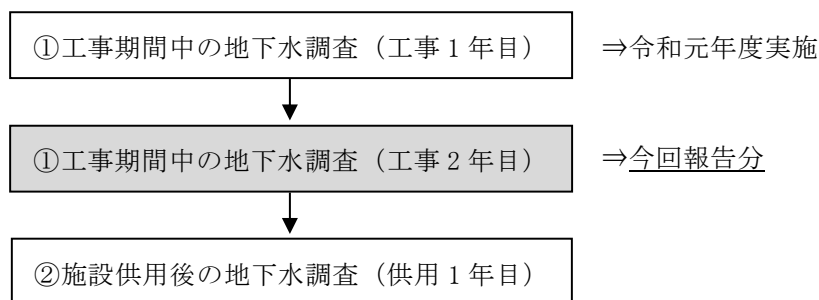 ①工事期間中の地下水調査（工事1年目） ⇒令和元年度実施
①工事期間中の地下水調査（工事2年目） ⇒今回報告分
②施設供用後の地下水調査（供用1年目）